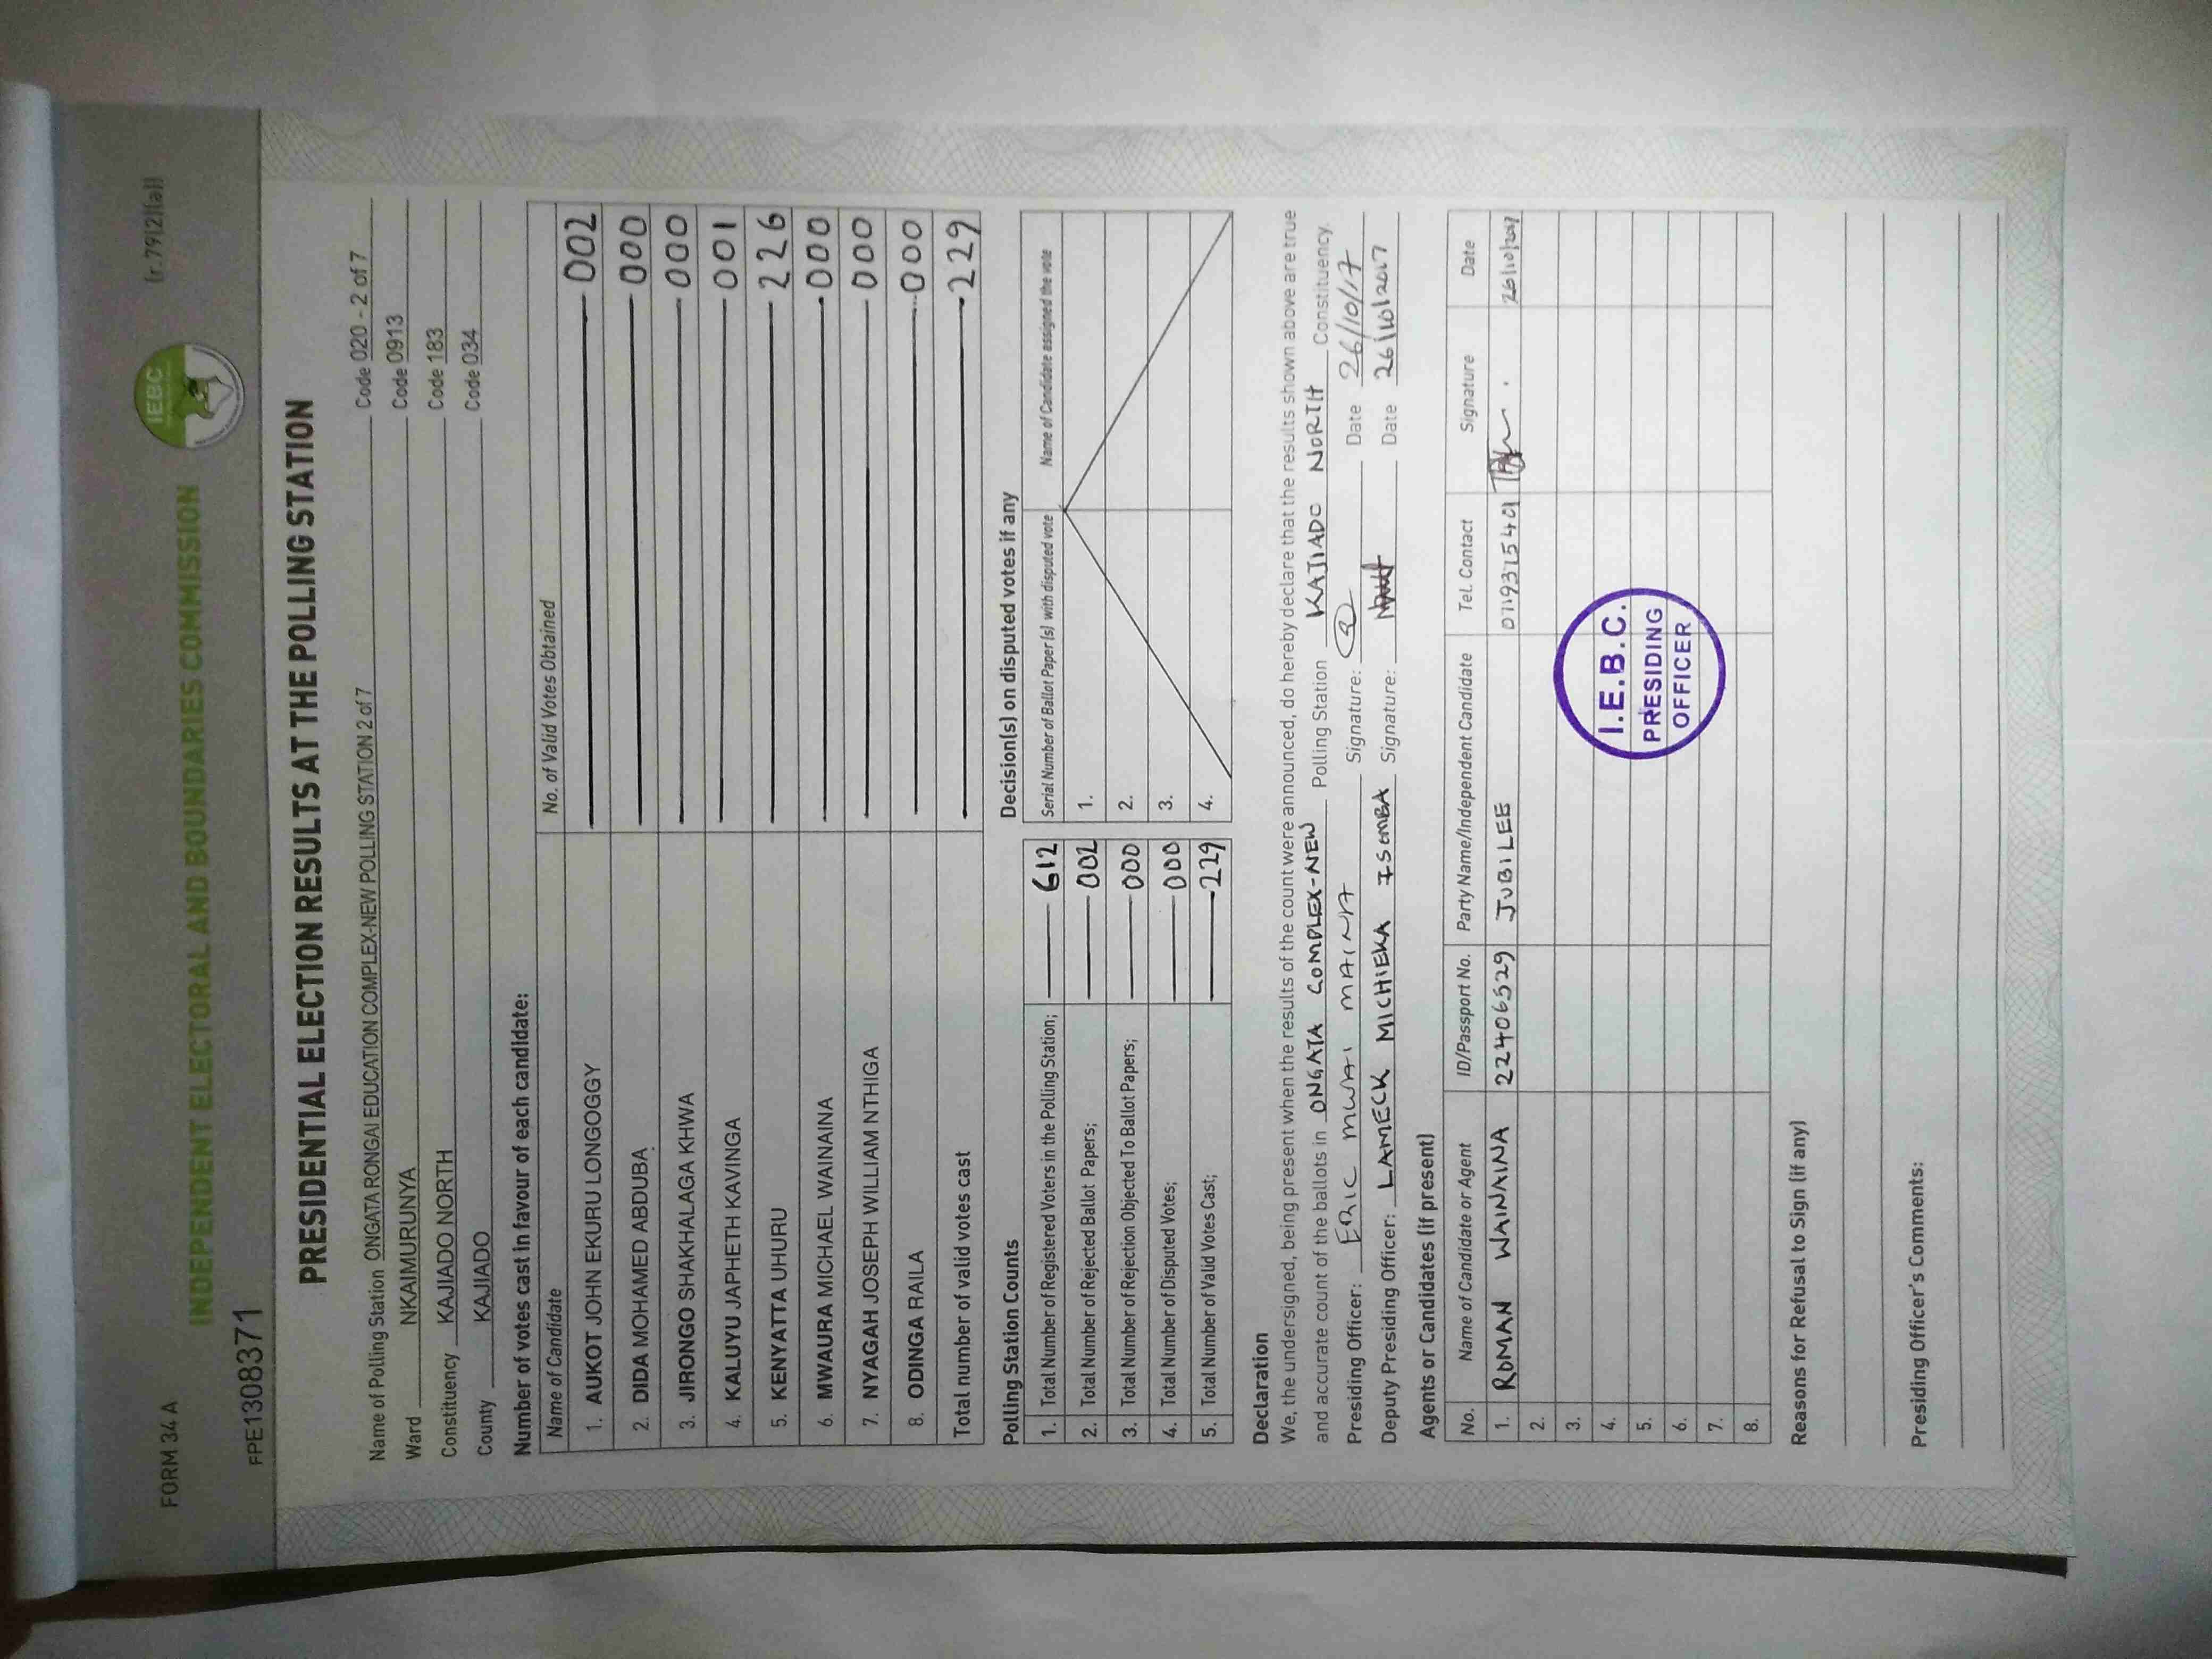 FORM 34 A
(r.79(2)(a))
IEBC
INDEPENDENT ELECTORAL AND BOUNDARIES COMMISSION
FPE1308371
PRESIDENTIAL ELECTION RESULTS AT THE POLLING STATION
Name of Polling Station ONGATA RONGAI EDUCATION COMPLEX-NEW POLLING STATION 2 of 7 Code 020 - 2 of 7
Ward NKAIMURUNYA Code 0913
Constituency KAJIADO NORTH Code 183
County KAJIADO Code 034
Number of votes cast in favour of each candidate:
Name of Candidate No. of Valid Votes Obtained
1. AUKOT JOHN EKURU LONGOGGY 002
2. DIDA MOHAMED ABDUBA 000
3. JIRONGO SHAKHALAGA KHWA 000
4. KALUYU JAPHETH KAVINGA 001
5. KENYATTA UHURU 226
6. MWAURA MICHAEL WAINAINA 000
7. NYAGAH JOSEPH WILLIAM NTHIGA 000
8. ODINGA RAILA 000
Total number of valid votes cast 229
Polling Station Counts
1. Total Number of Registered Voters in the Polling Station; 612
2. Total Number of Rejected Ballot Papers; 002
3. Total Number of Rejection Objected To Ballot Papers; 000
4. Total Number of Disputed Votes; 000
5. Total Number of Valid Votes Cast; 229
Decision(s) on disputed votes if any
Serial Number of Ballot Paper (s) with disputed vote Name of Candidate assigned the vote
1.
2.
3.
4.
Declaration
We, the undersigned, being present when the results of the count were announced, do hereby declare that the results shown above are true
and accurate count of the ballots in ONGATA COMPLEX-NEW Polling Station KAJIADO NORTH Constituency.
Presiding Officer: ERIC MWAI MAINA Signature: Date 26/10/17
Deputy Presiding Officer: LAMECK MICHIEKA ISEMBA Signature: Date 26/10/2017
Agents or Candidates (if present)
No. Name of Candidate or Agent ID/Passport No. Party Name/Independent Candidate Tel. Contact Signature Date
1. ROMAN WAINAINA 22406529 JUBILEE 26/10/2017
2.
3.
4.
5.
6.
7.
8.
I.E.B.C.
PRESIDING
OFFICER
Reasons for Refusal to Sign (if any)
Presiding Officer's Comments: